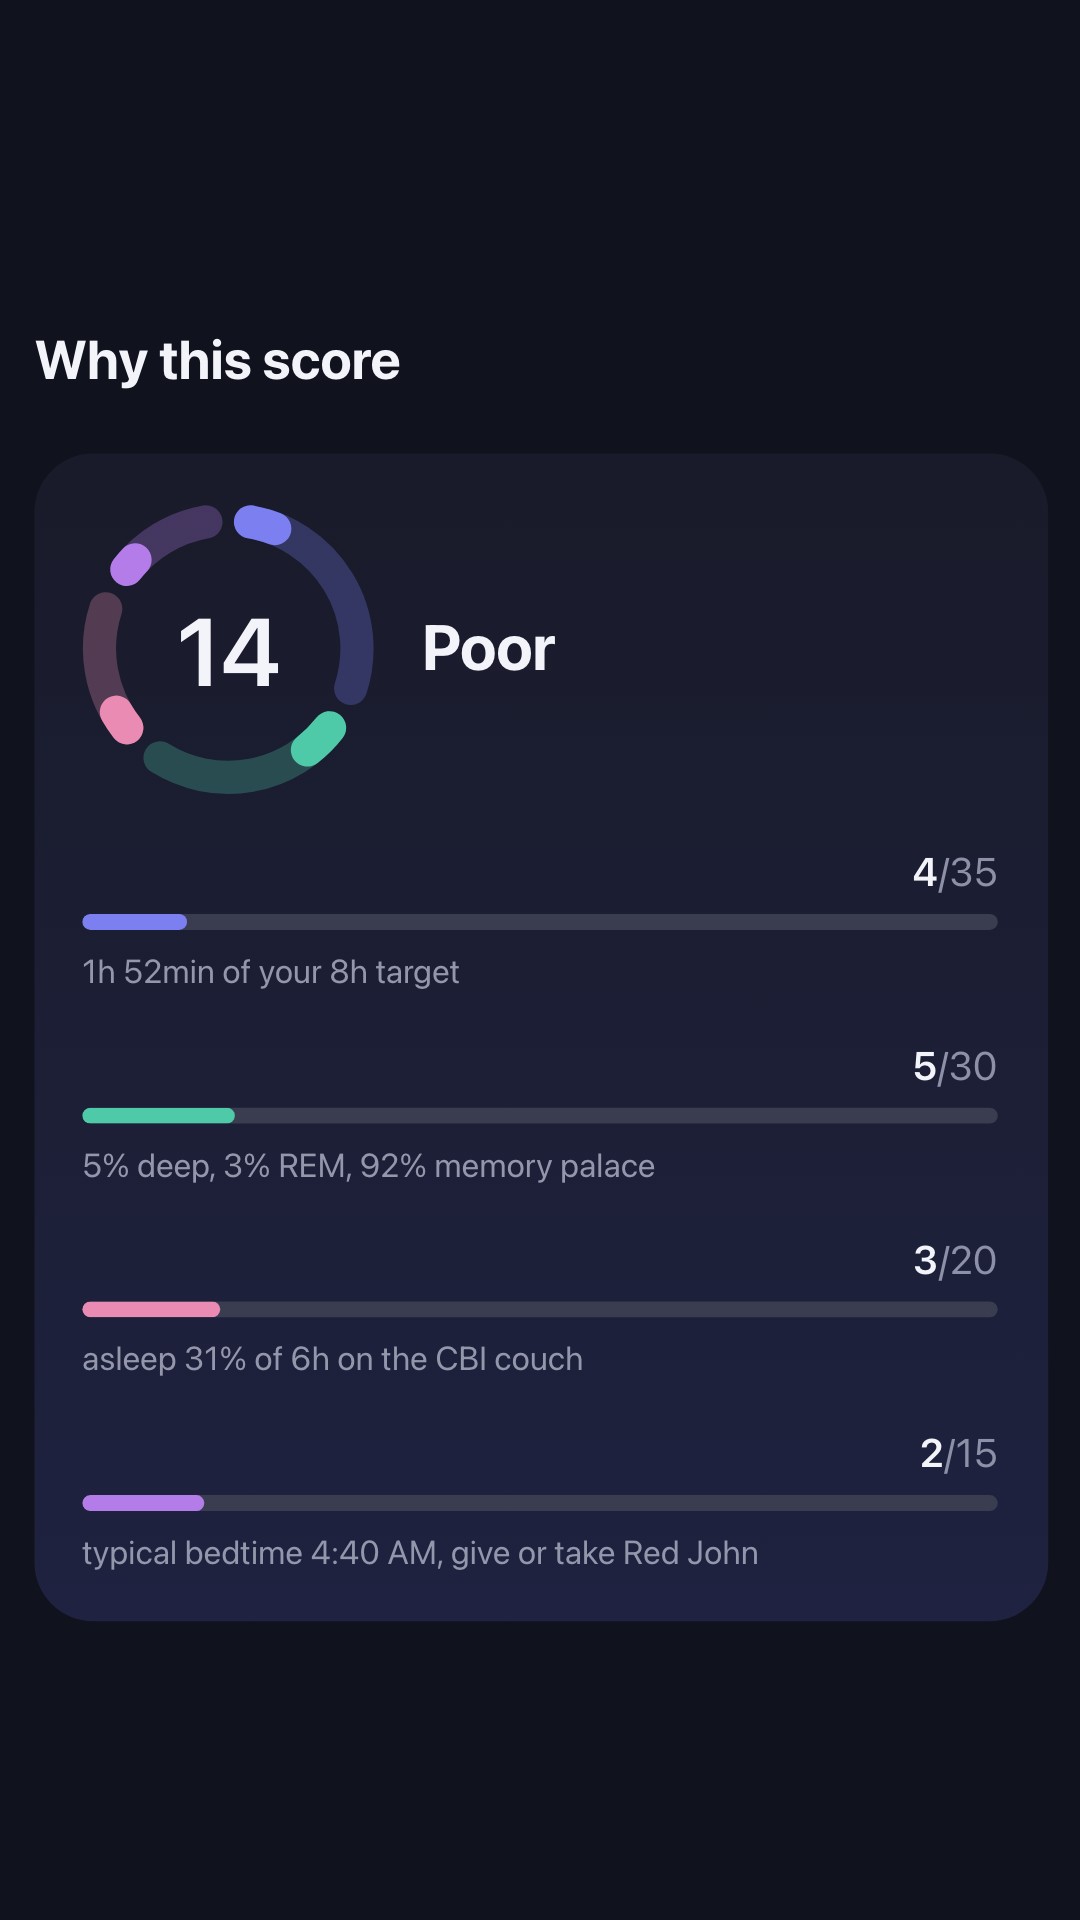 Why this score
14
Poor
4/35
1h 52min of your 8h target
5/30
5% deep, 3% REM, 92% memory palace
3/20
asleep 31% of 6h on the CBI couch
2/15
typical bedtime 4:40 AM, give or take Red John